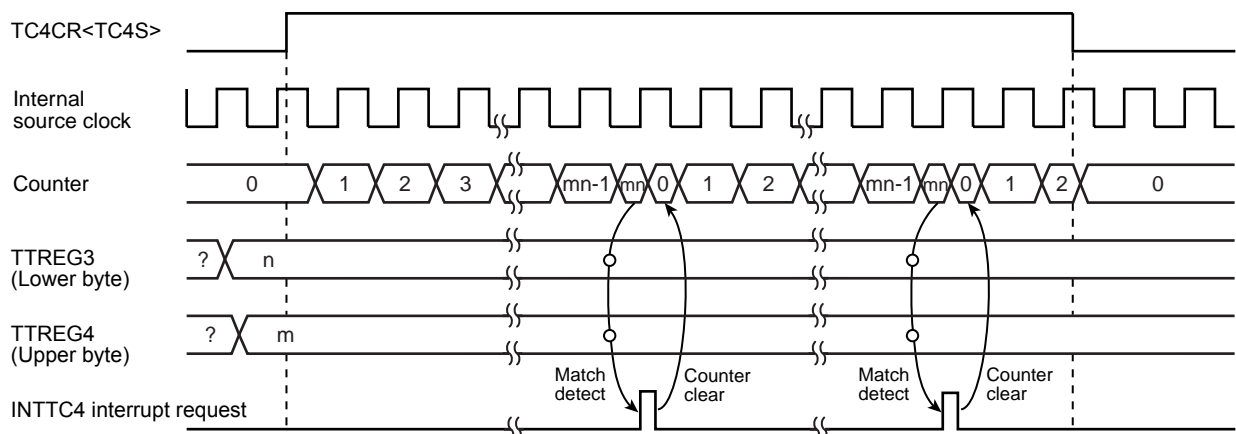 TC4CR<TC4S>
Internal
source clock
Counter
0 1 2 3 mn-1 mn 0 1 2 mn-1 mn 0 1 2 0
TTREG3
(Lower byte)
? n
TTREG4
(Upper byte)
? m
Match
detect
Counter
clear
Match
detect
Counter
clear
INTTC4 interrupt request